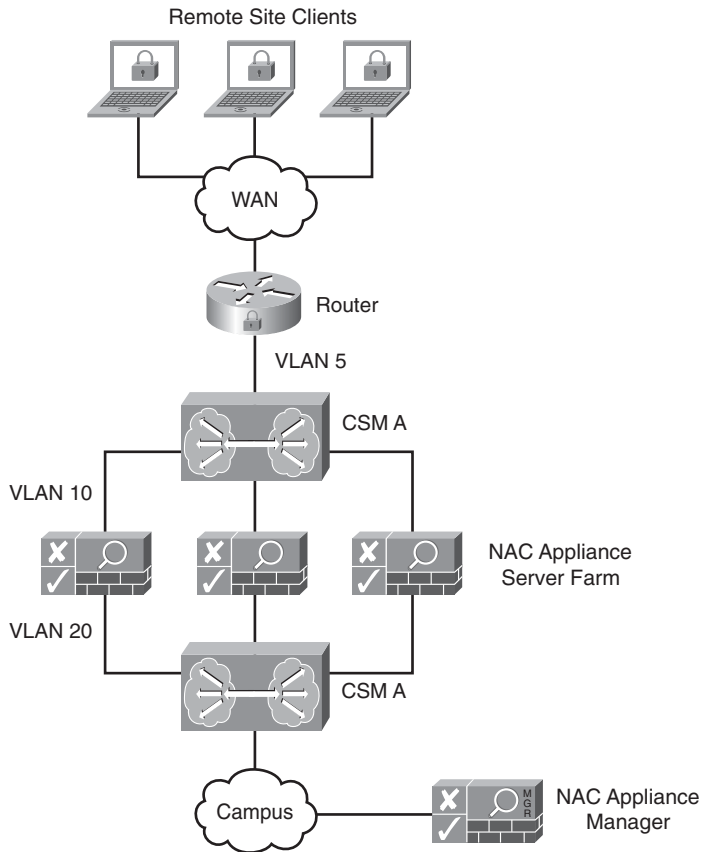 Remote Site Clients
WAN
Router
VLAN 5
CSM A
VLAN 10
NAC Appliance
Server Farm
VLAN 20
CSM A
Campus
MGR
NAC Appliance
Manager